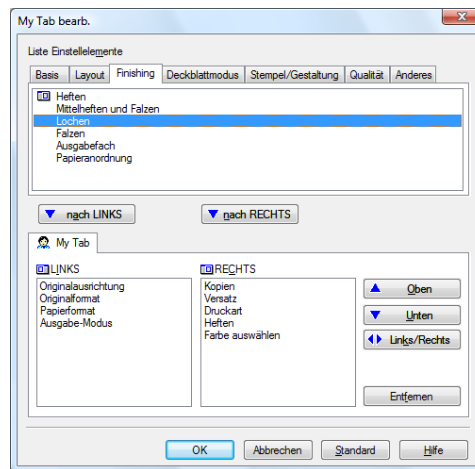 My Tab bearb.
Liste Einstellelemente
Basis Layout Finishing Deckblattmodus Stempel/Gestaltung Qualität Anderes
Heften
Mittelheften und Falzen
Lochen
Falzen
Ausgabefach
Papieranordnung
nach LINKS nach RECHTS
My Tab
LINKS RECHTS
Originalausrichtung
Originalformat
Papierformat
Ausgabe-Modus
Kopien
Versatz
Druckart
Heften
Farbe auswählen
Oben
Unten
Links/Rechts
Entfernen
OK Abbrechen Standard Hilfe